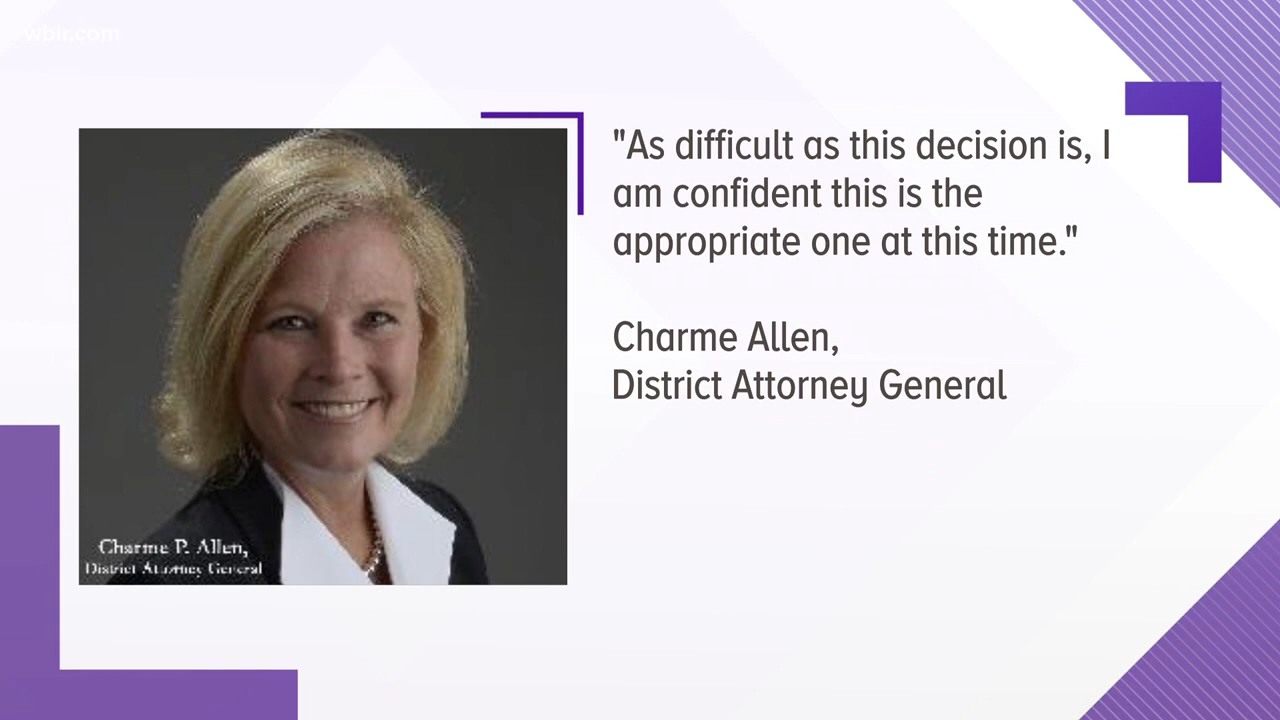 wbir.com
"As difficult as this decision is, I
am confident this is the
appropriate one at this time."
Charme Allen,
District Attorney General
Charme P. Allen,
District Attorney General